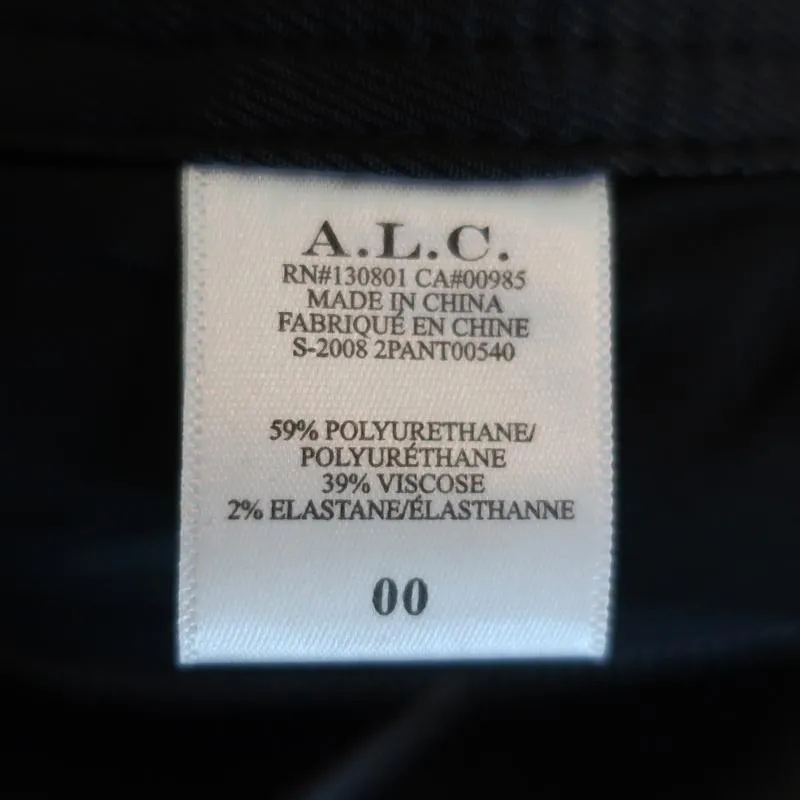 A.L.C.
RN#130801 CA#00985
MADE IN CHINA
FABRIQUÉ EN CHINE
S-2008 2PANT00540
59% POLYURETHANE/
POLYURÉTHANE
39% VISCOSE
2% ELASTANE/ÉLASTHANNE
00